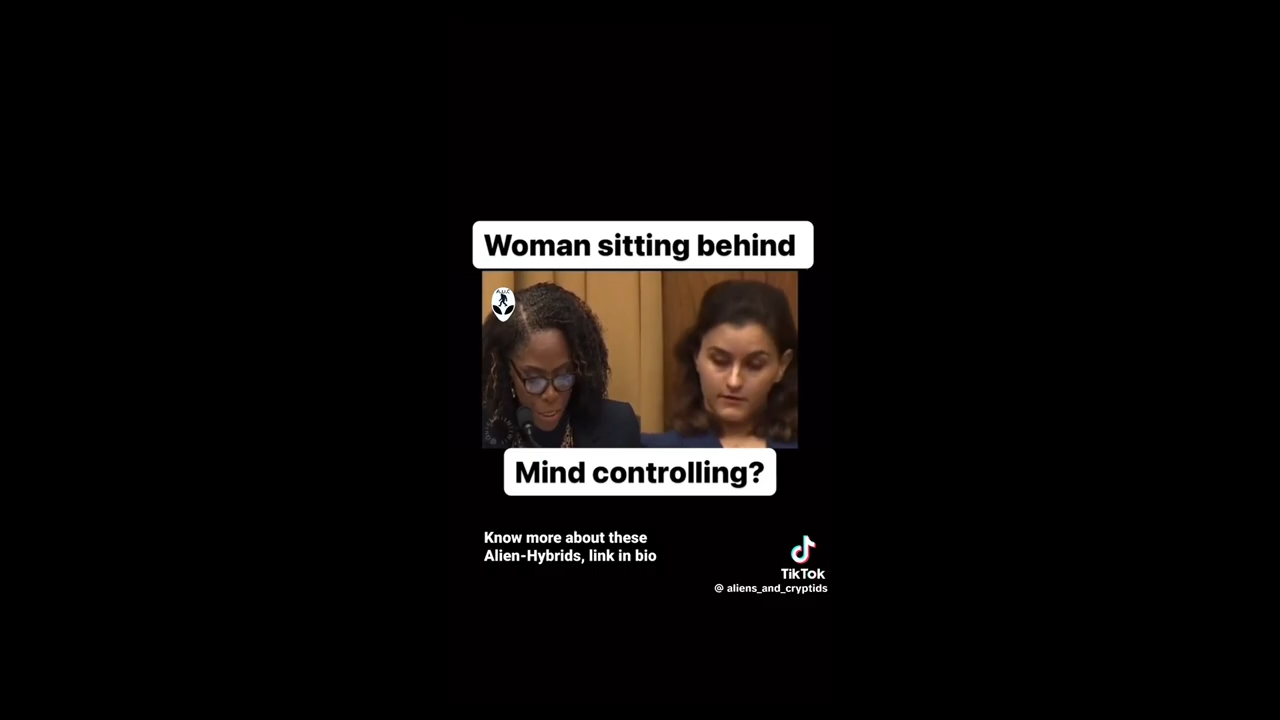 Woman sitting behind
A.U.F.
Mind controlling?
Know more about these
Alien-Hybrids, link in bio
TikTok
@ aliens_and_cryptids